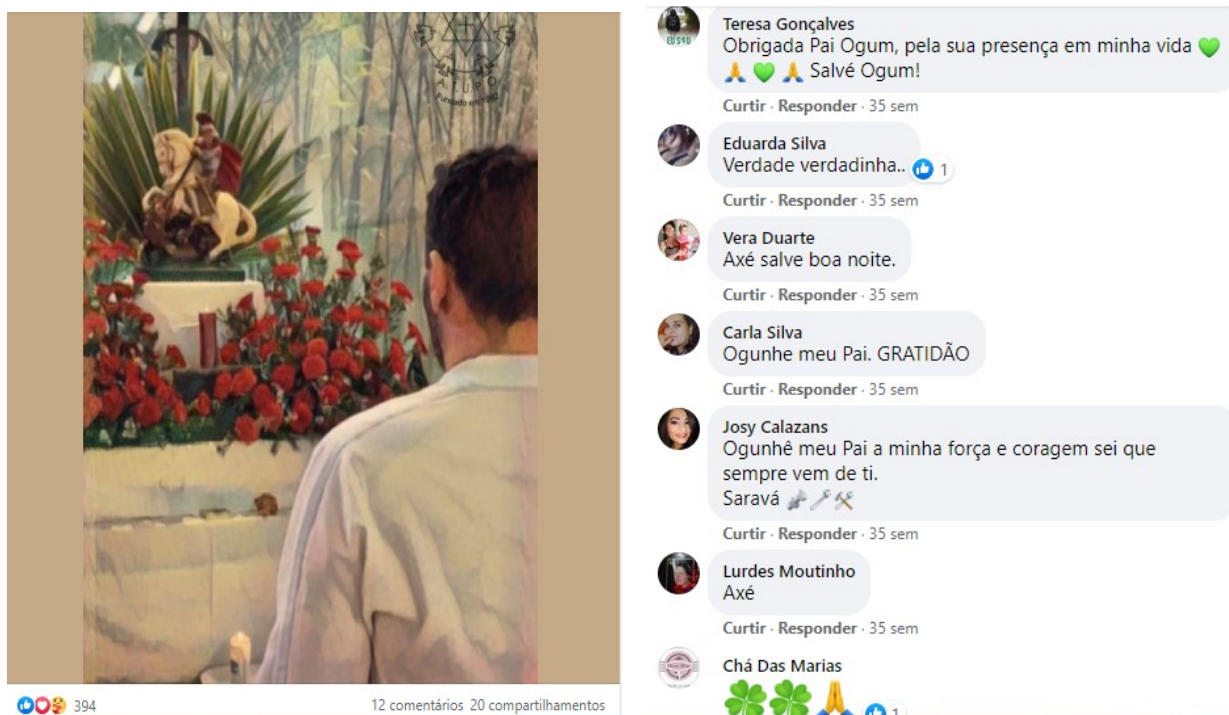 A.T.U.P.O
Fundado em 1992
394
12 comentários 20 compartilhamentos
Teresa Gonçalves
Obrigada Pai Ogum, pela sua presença em minha vida 💚
🙏 💚 🙏 Salvé Ogum!
Curtir · Responder · 35 sem
Eduarda Silva
Verdade verdadinha..
1
Curtir · Responder · 35 sem
Vera Duarte
Axé salve boa noite.
Curtir · Responder · 35 sem
Carla Silva
Ogunhe meu Pai. GRATIDÃO
Curtir · Responder · 35 sem
Josy Calazans
Ogunhê meu Pai a minha força e coragem sei que
sempre vem de ti.
Saravá 🔩🔧⚒️
Curtir · Responder · 35 sem
Lurdes Moutinho
Axé
Curtir · Responder · 35 sem
Chá Das Marias
🍀🍀🙏
1